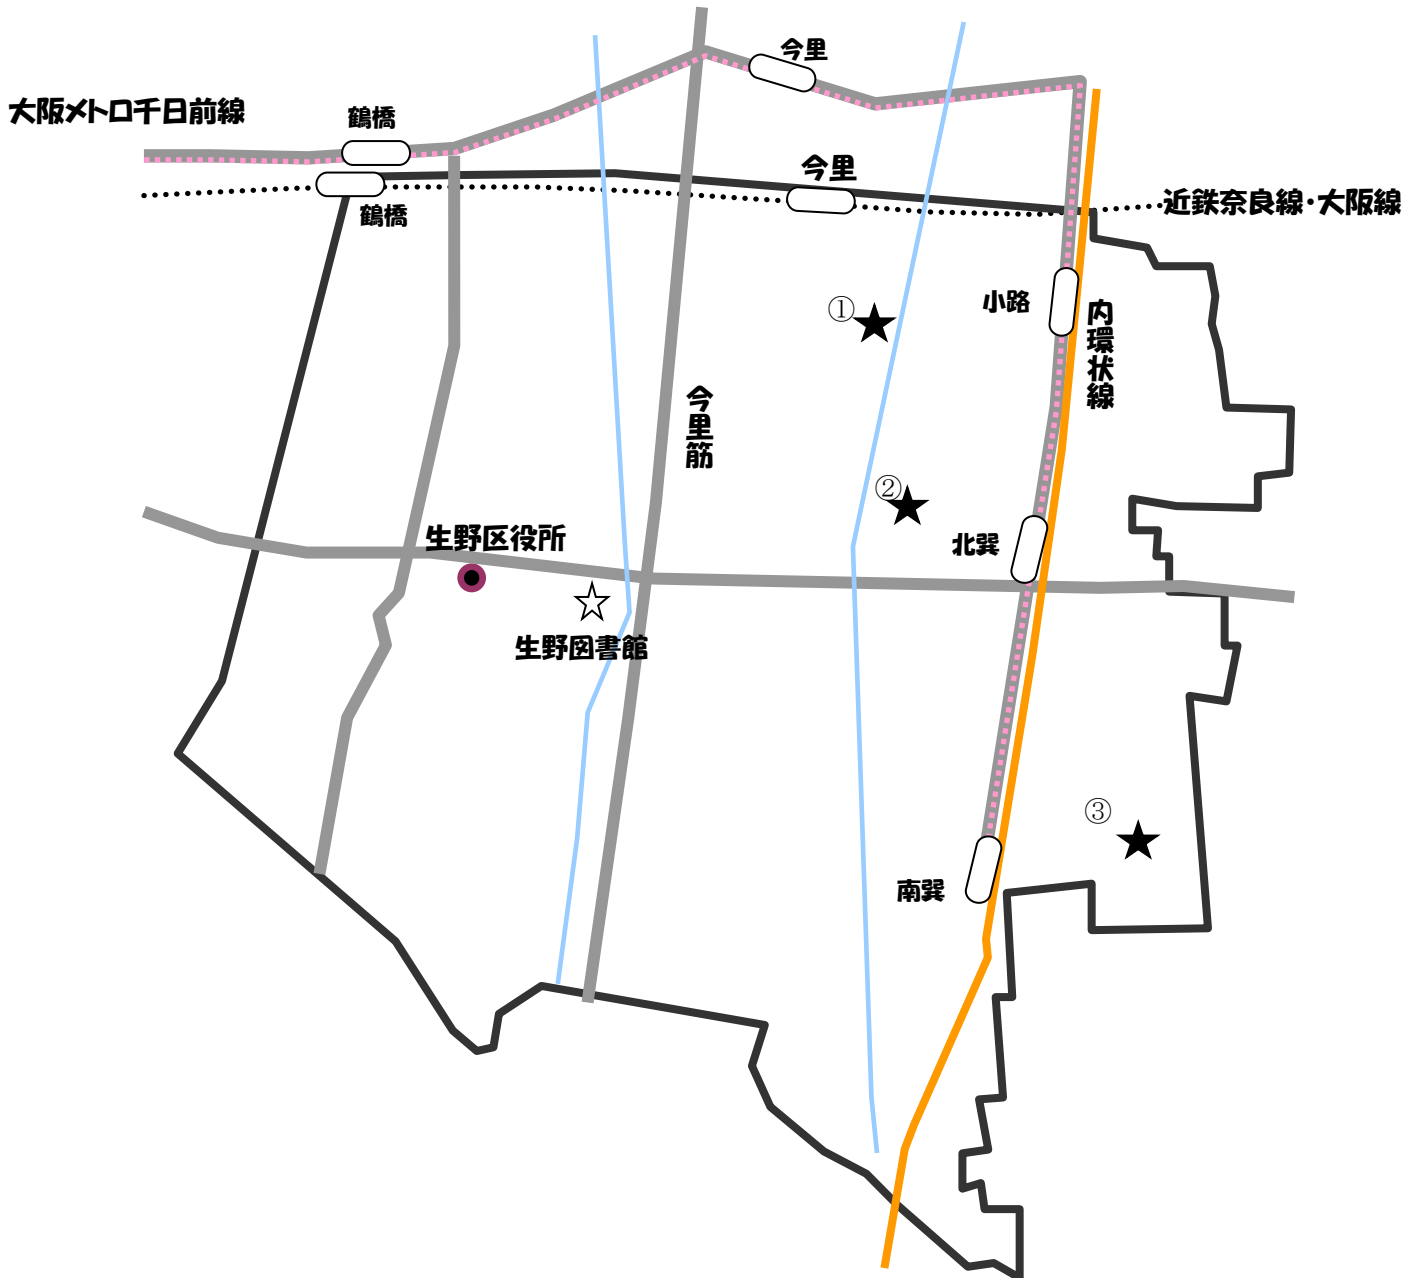 今里
大阪メトロ千日前線
鶴橋
今里
近鉄奈良線・大阪線
鶴橋
小路
①
内環状線
今里筋
②
生野区役所
北巽
生野図書館
③
南巽